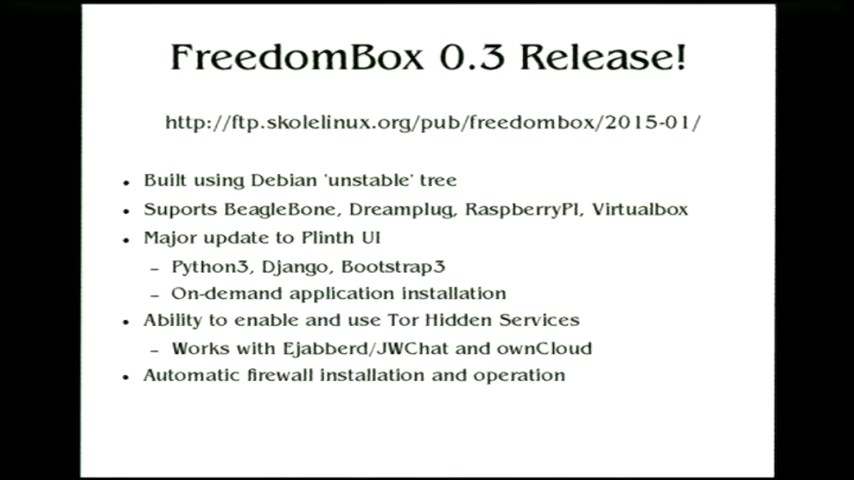 FreedomBox 0.3 Release!
http://ftp.skolelinux.org/pub/freedombox/2015-01/
• Built using Debian 'unstable' tree
• Suports BeagleBone, Dreamplug, RaspberryPI, Virtualbox
• Major update to Plinth UI
– Python3, Django, Bootstrap3
– On-demand application installation
• Ability to enable and use Tor Hidden Services
– Works with Ejabberd/JWChat and ownCloud
• Automatic firewall installation and operation